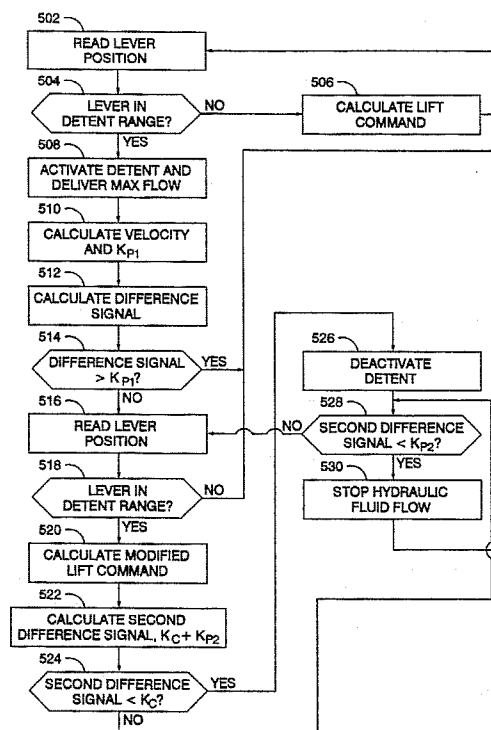 502
READ LEVER
POSITION
504
LEVER IN
DETENT RANGE?
NO
YES
506
CALCULATE LIFT
COMMAND
508
ACTIVATE DETENT AND
DELIVER MAX FLOW
510
CALCULATE VELOCITY
AND KP1
512
CALCULATE DIFFERENCE
SIGNAL
514
DIFFERENCE SIGNAL
> KP1?
YES
NO
516
READ LEVER
POSITION
518
LEVER IN
DETENT RANGE?
NO
YES
520
CALCULATE MODIFIED
LIFT COMMAND
522
CALCULATE SECOND
DIFFERENCE SIGNAL, KC + KP2
524
SECOND DIFFERENCE
SIGNAL < KC?
YES
NO
526
DEACTIVATE
DETENT
528
NO
SECOND DIFFERENCE
SIGNAL < KP2?
YES
530
STOP HYDRAULIC
FLUID FLOW